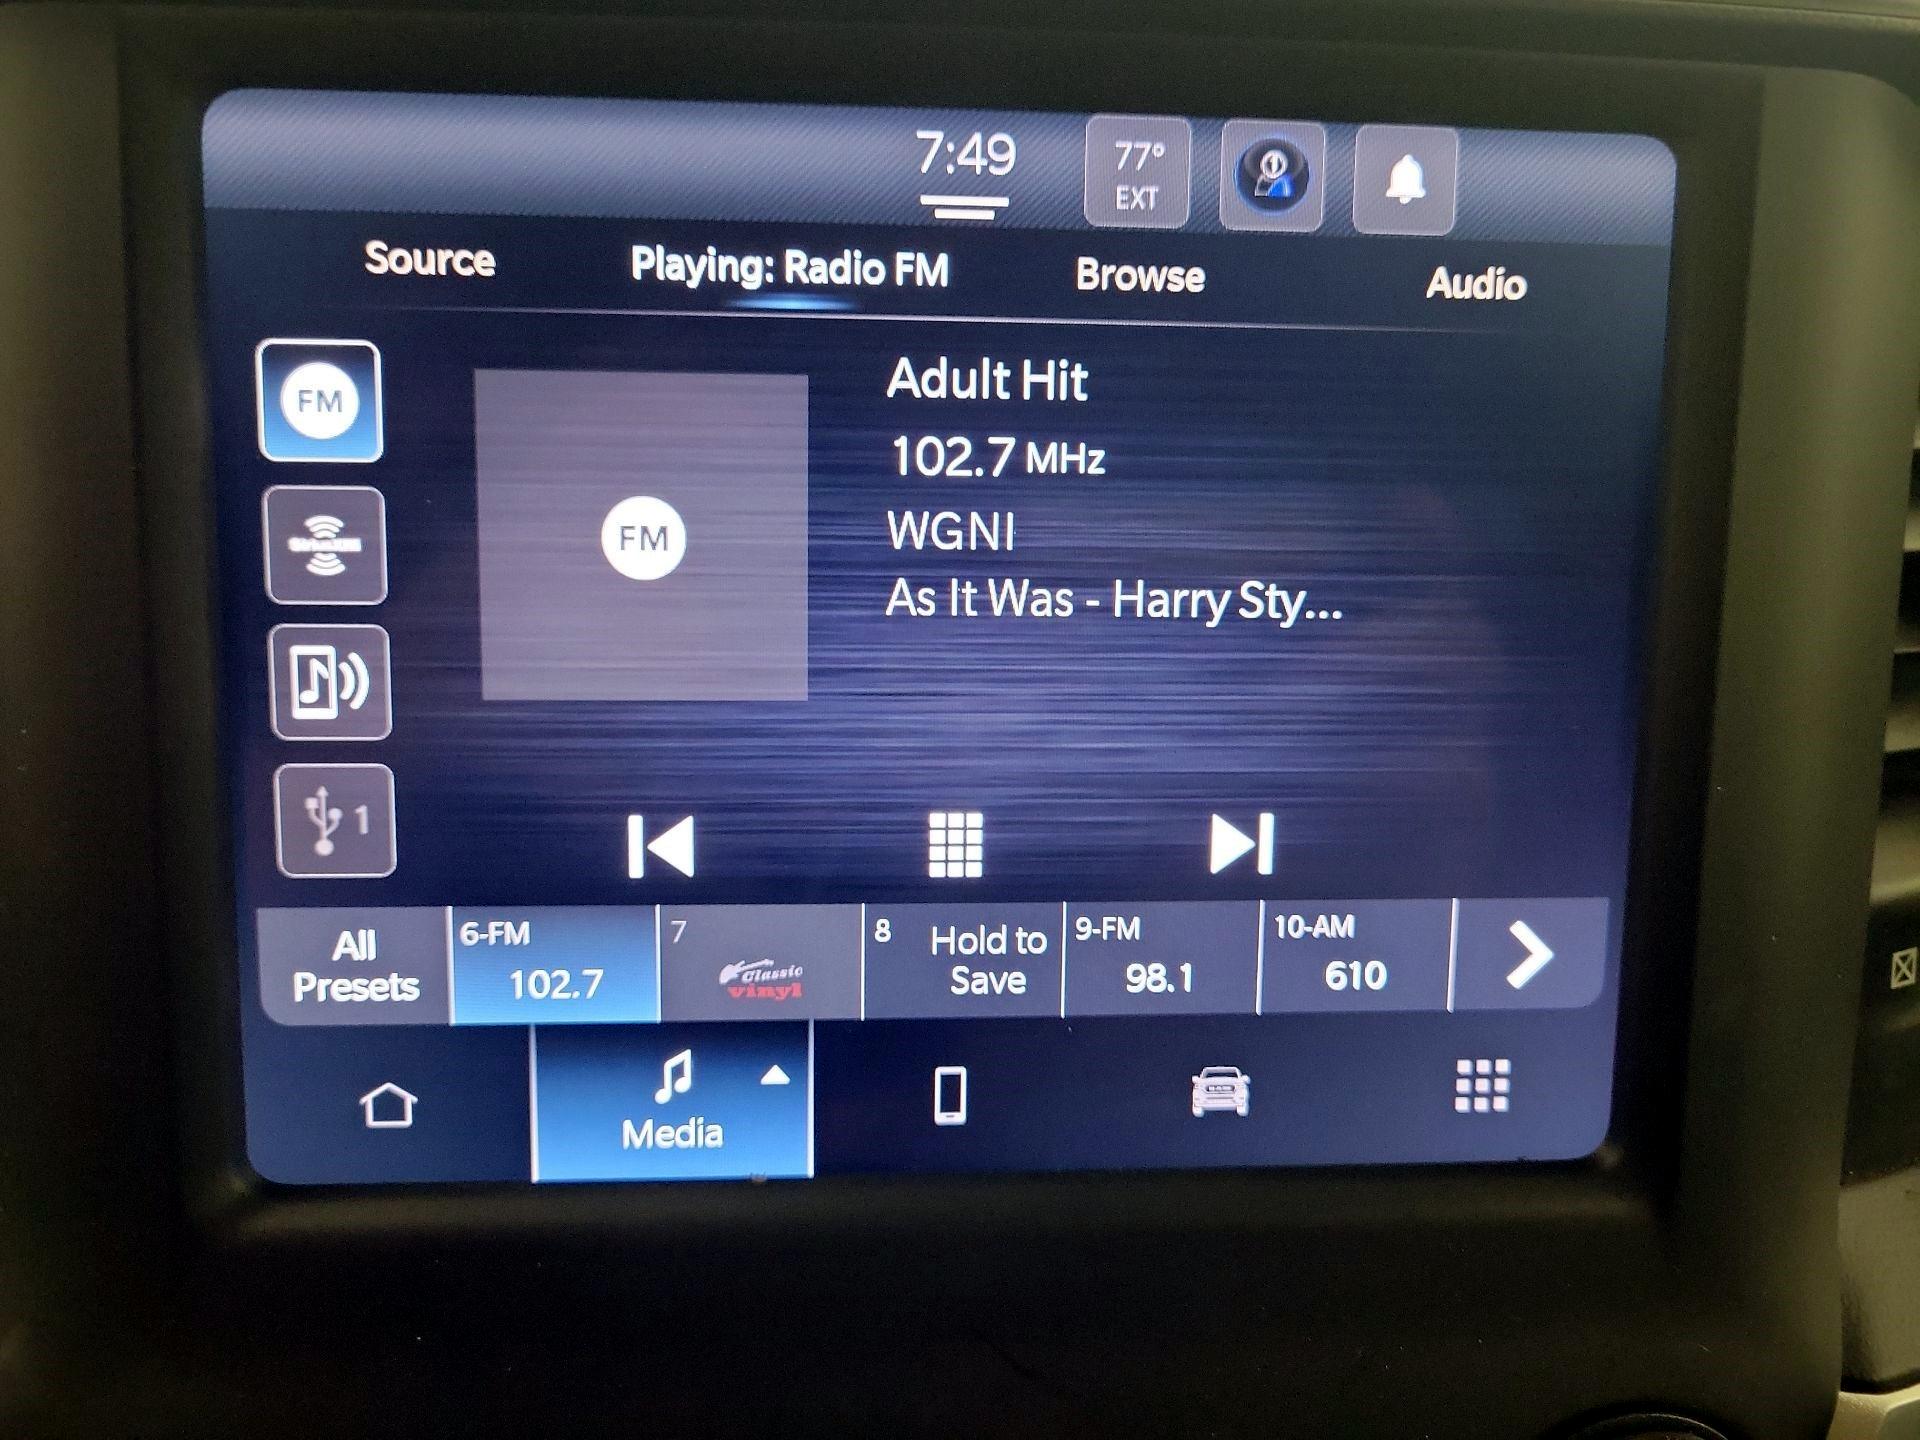 7:49
77°
EXT
Source
Playing: Radio FM
Browse
Audio
FM
FM
Adult Hit
102.7 MHz
WGNI
As It Was - Harry Sty...
1
All
Presets
6-FM
102.7
7
Classic
vinyl
8
Hold to
Save
9-FM
98.1
10-AM
610
Media